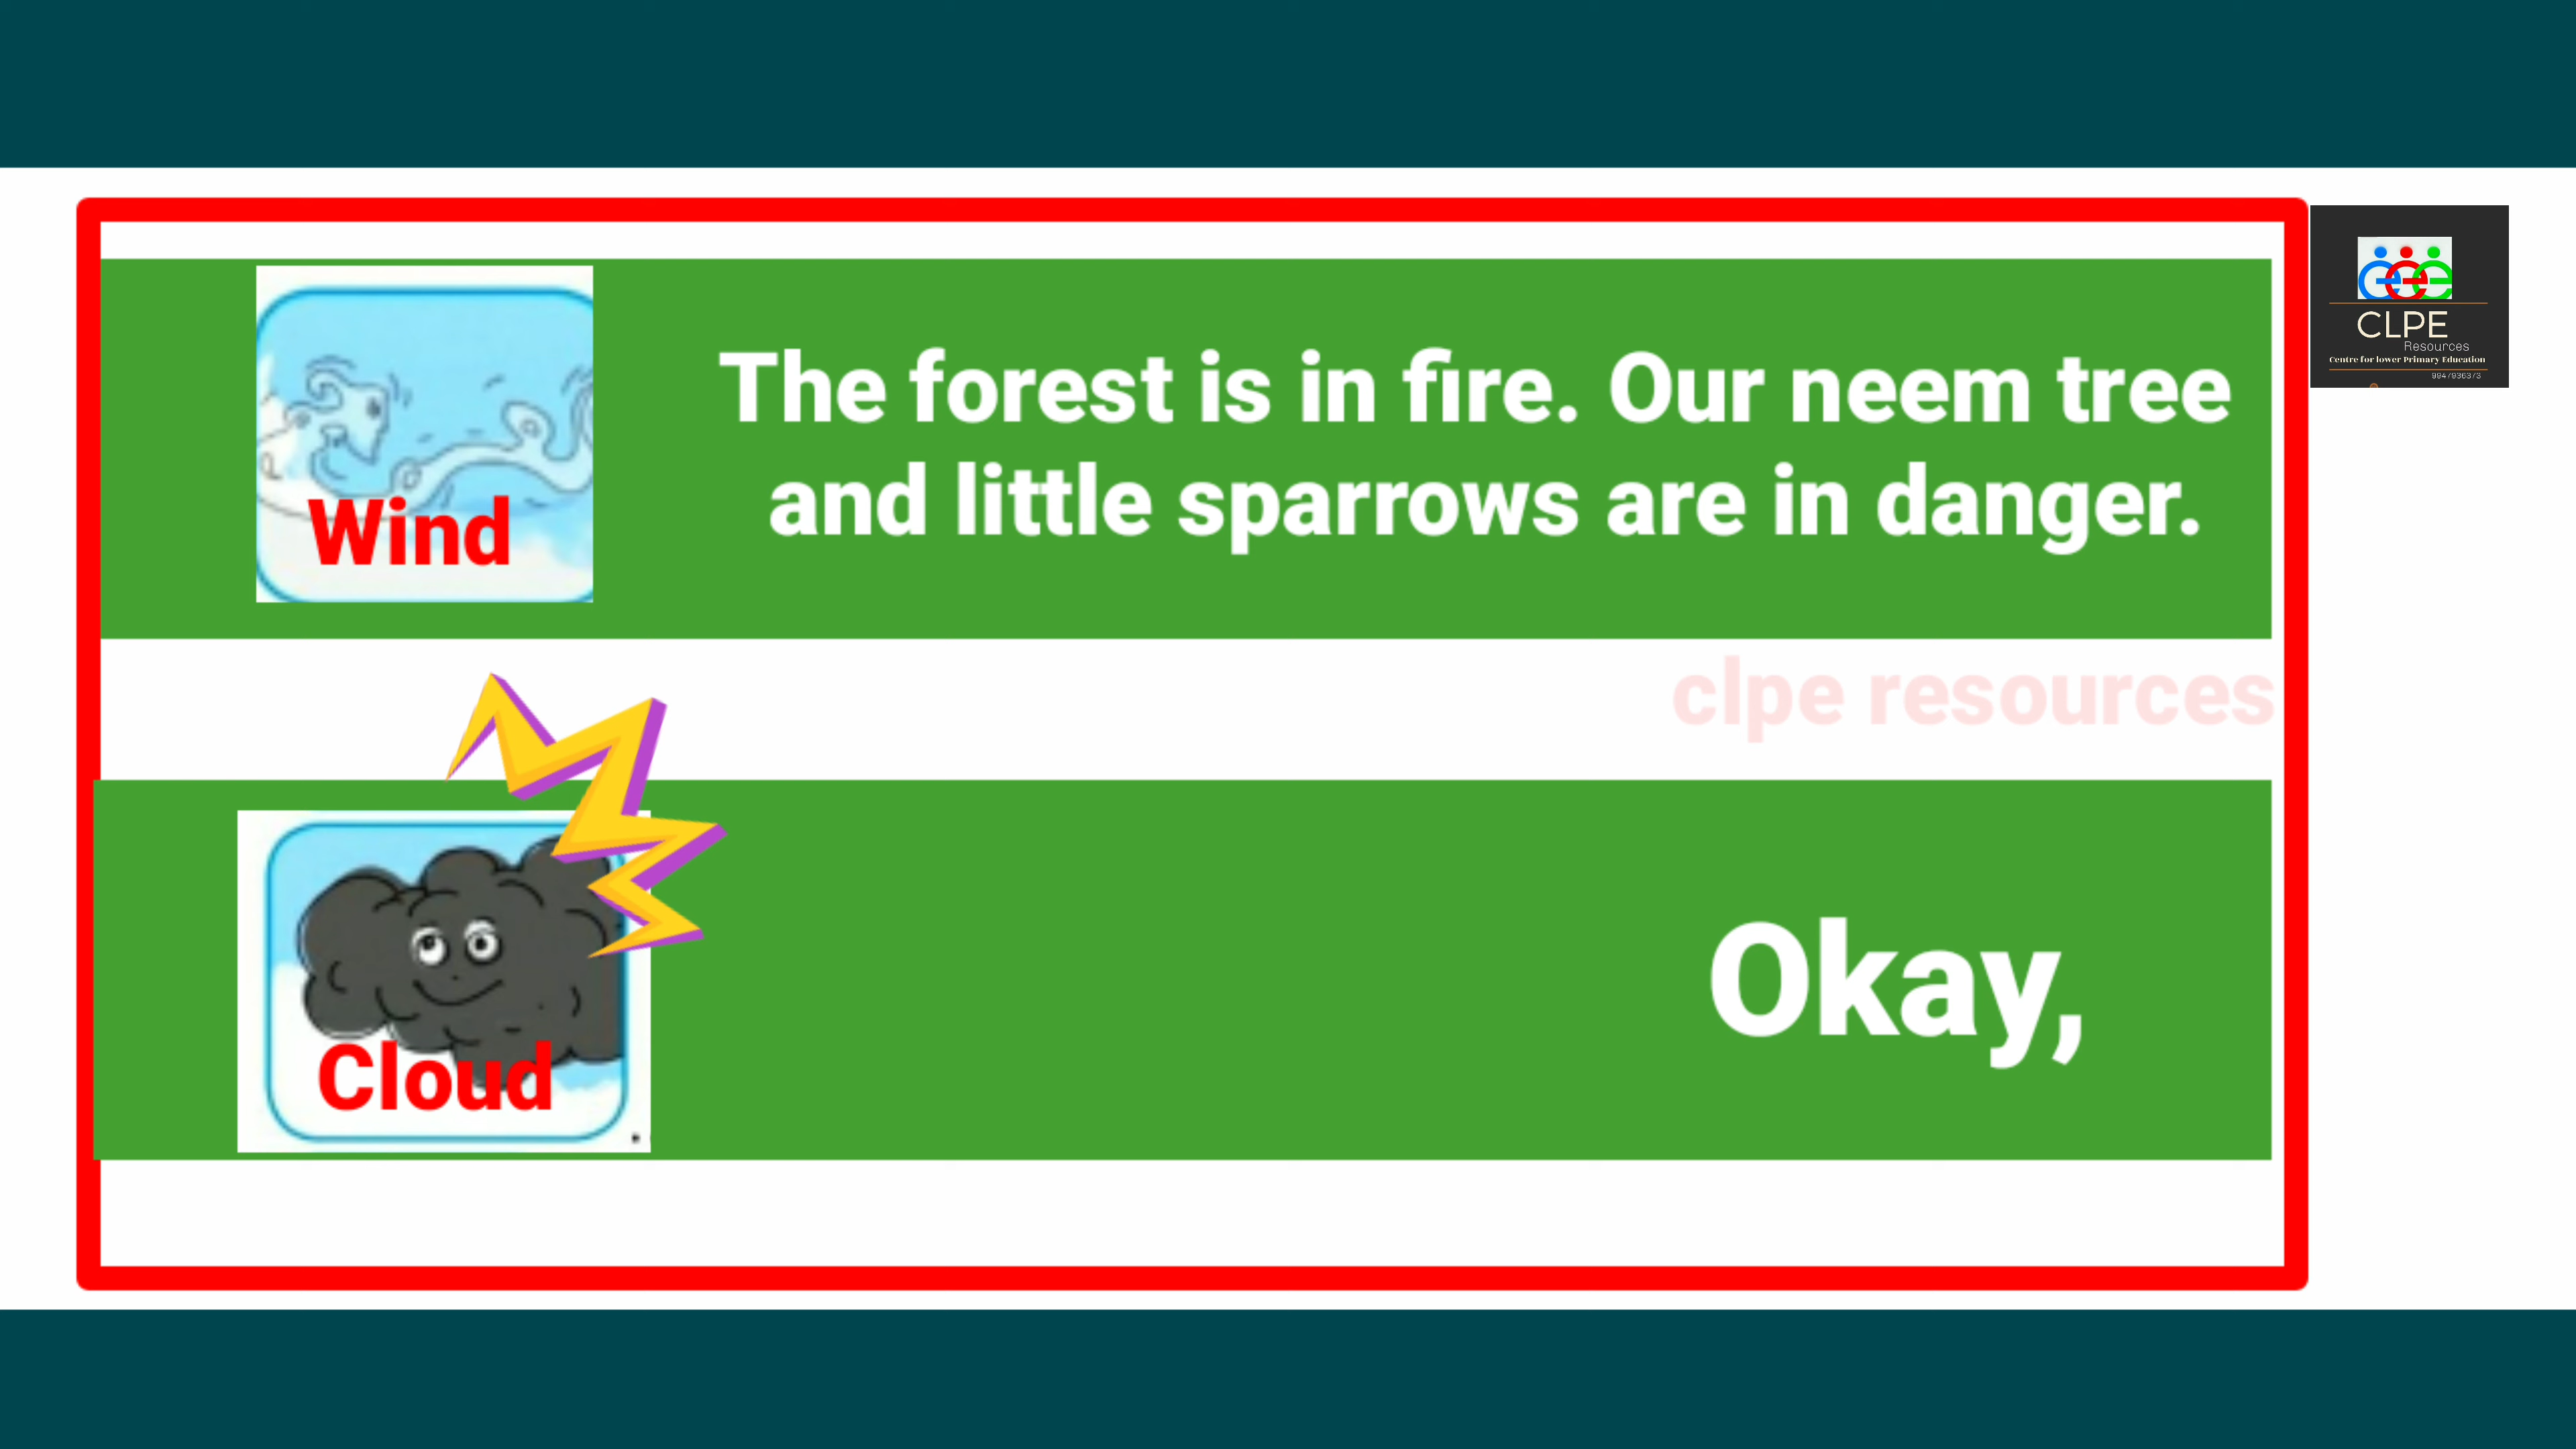 The forest is in fire. Our neem tree
and little sparrows are in danger.
Wind
clpe resources
Okay,
Cloud
CLPE
Resources
Centre for lower Primary Education
9947936373